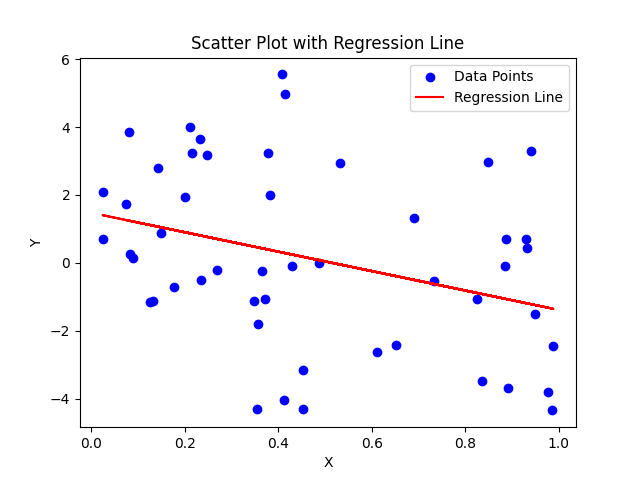 Scatter Plot with Regression Line
Data Points
Regression Line
6
4
2
0
−2
−4
Y
0.0 0.2 0.4 0.6 0.8 1.0
X